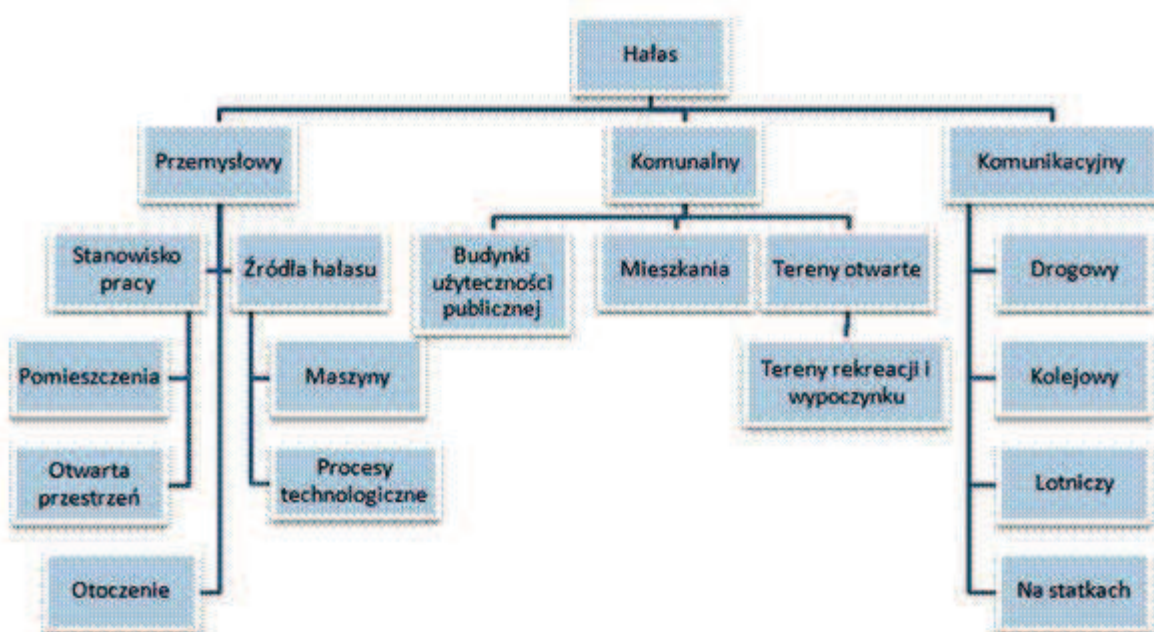 Hałas
Przemysłowy
Komunalny
Komunikacyjny
Stanowisko
pracy
Źródła hałasu
Budynki
użyteczności
publicznej
Mieszkania
Tereny otwarte
Drogowy
Pomieszczenia
Maszyny
Tereny rekreacji i
wypoczynku
Kolejowy
Otwarta
przestrzeń
Procesy
technologiczne
Lotniczy
Otoczenie
Na statkach